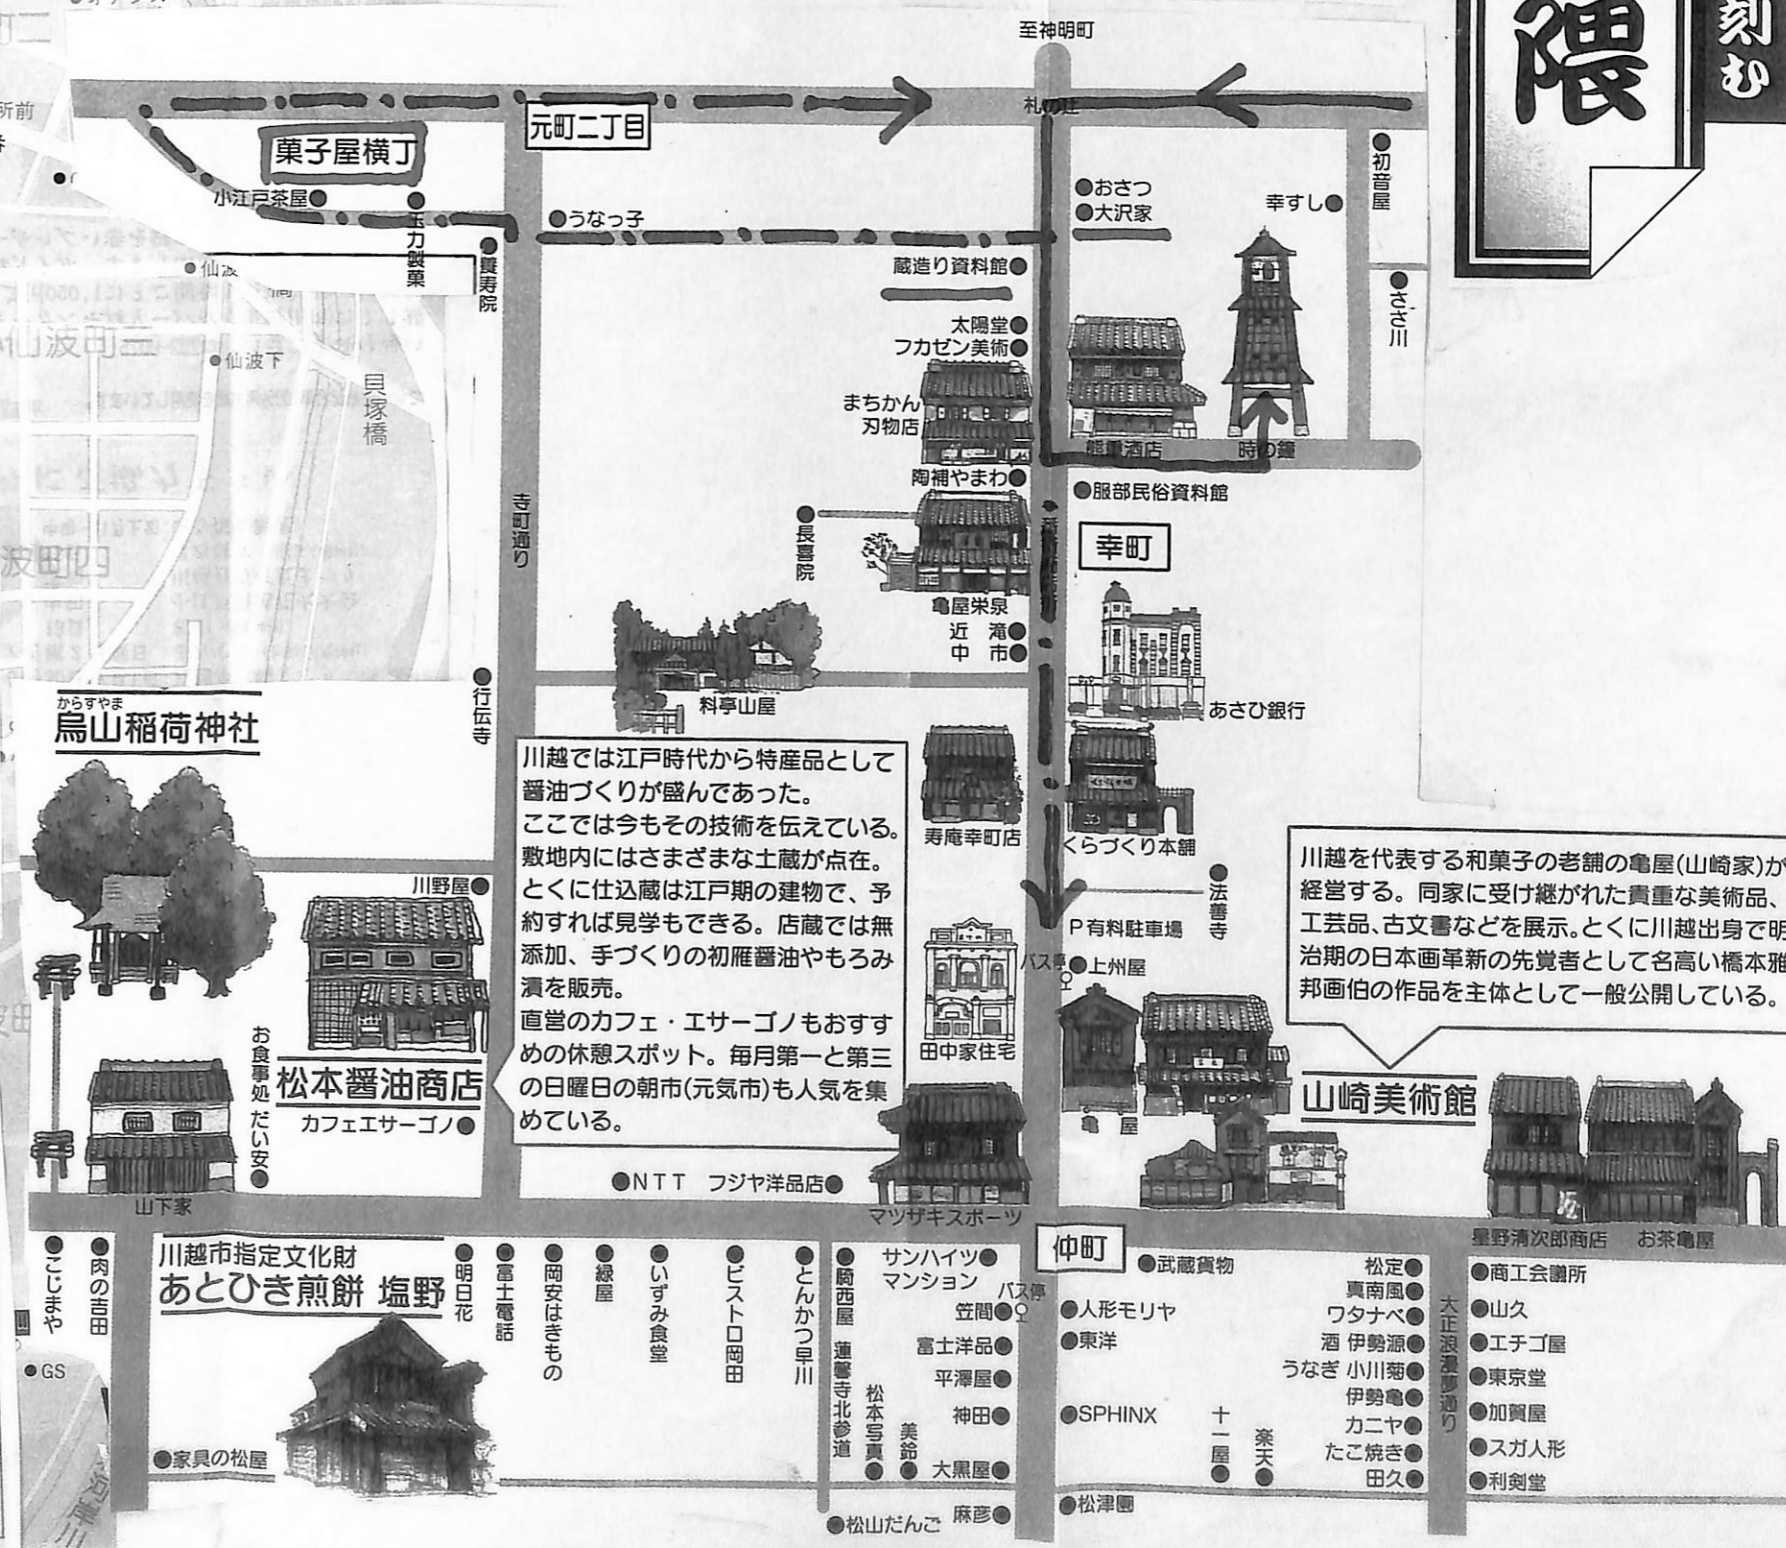 至神明町
隈
刻む
札の辻
元町二丁目
菓子屋横丁
小江戸茶屋
玉力製菓
うなっ子
養寿院
おさつ
大沢家
幸すし
初音屋
ささ川
蔵造り資料館
太陽堂
フカゼン美術
まちかん
刃物店
熊重酒店
時の鐘
陶補やまわ
服部民俗資料館
幸町
長喜院
亀屋栄泉
近 滝
中 市
寺町通り
仙波下
貝塚橋
行伝寺
料亭山屋
あさひ銀行
からすやま
烏山稲荷神社
川越では江戸時代から特産品として
醤油づくりが盛んであった。
ここでは今もその技術を伝えている。
敷地内にはさまざまな土蔵が点在。
とくに仕込蔵は江戸期の建物で、予
約すれば見学もできる。店蔵では無
添加、手づくりの初雁醤油やもろみ
漬を販売。
直営のカフェ・エサーゴノもおすす
めの休憩スポット。毎月第一と第三
の日曜日の朝市(元気市)も人気を集
めている。
寿庵幸町店
くらづくり本舗
川野屋
法善寺
P有料駐車場
バス停
上州屋
川越を代表する和菓子の老舗の亀屋(山崎家)が
経営する。同家に受け継がれた貴重な美術品、
工芸品、古文書などを展示。とくに川越出身で明
治期の日本画革新の先覚者として名高い橋本雅
邦画伯の作品を主体として一般公開している。
田中家住宅
お食事処 だい安
松本醤油商店
カフェエサーゴノ
亀 屋
山崎美術館
NTT
フジヤ洋品店
山下家
マツザキスポーツ
仲町
星野清次郎商店
お茶亀屋
こじまや
肉の吉田
川越市指定文化財
あとひき煎餅 塩野
明日花
富士電話
岡安はきもの
緑屋
いずみ食堂
ビストロ岡田
とんかつ早川
騎西屋
蓮馨寺北参道
サンハイツ
マンション
バス停
笠間
富士洋品
平澤屋
神田
松本写真
美鈴
大黒屋
麻彦
松山だんご
武蔵貨物
人形モリヤ
東洋
SPHINX
十一屋
楽天
松津園
松定
真南風
ワタナベ
酒 伊勢源
うなぎ 小川菊
伊勢亀
カニヤ
たこ焼き
田久
大正浪漫夢通り
商工会議所
山久
エチゴ屋
東京堂
加賀屋
スガ人形
利剣堂
GS
家具の松屋